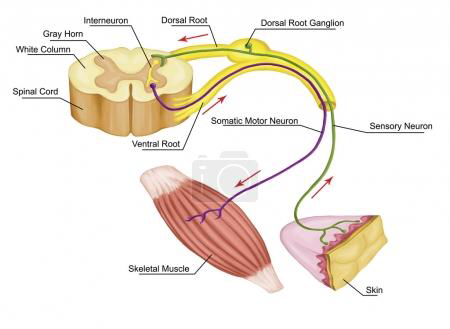 Interneuron
Dorsal Root
Dorsal Root Ganglion
Gray Horn
White Column
Spinal Cord
Somatic Motor Neuron
Sensory Neuron
Ventral Root
Skeletal Muscle
Skin